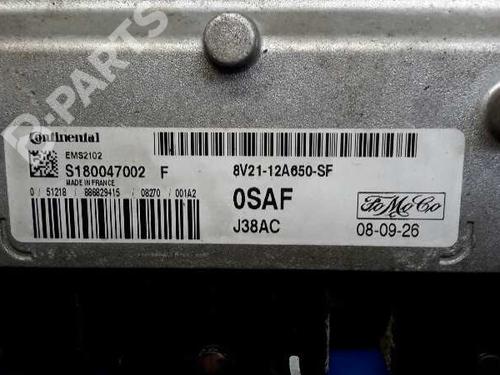 B-PARTS
Continental
EMS2102
S180047002 F
MADE IN FRANCE
0 / 51218 / 886829415 / 08270 / 001A2
8V21-12A650-SF
0SAF
J38AC
FoMoCo
08-09-26